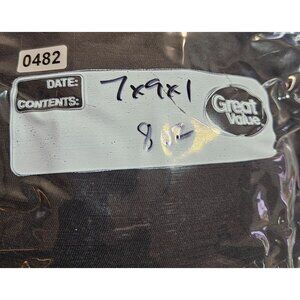 0482
DATE: 7x9x1
CONTENTS:
Great Value
8